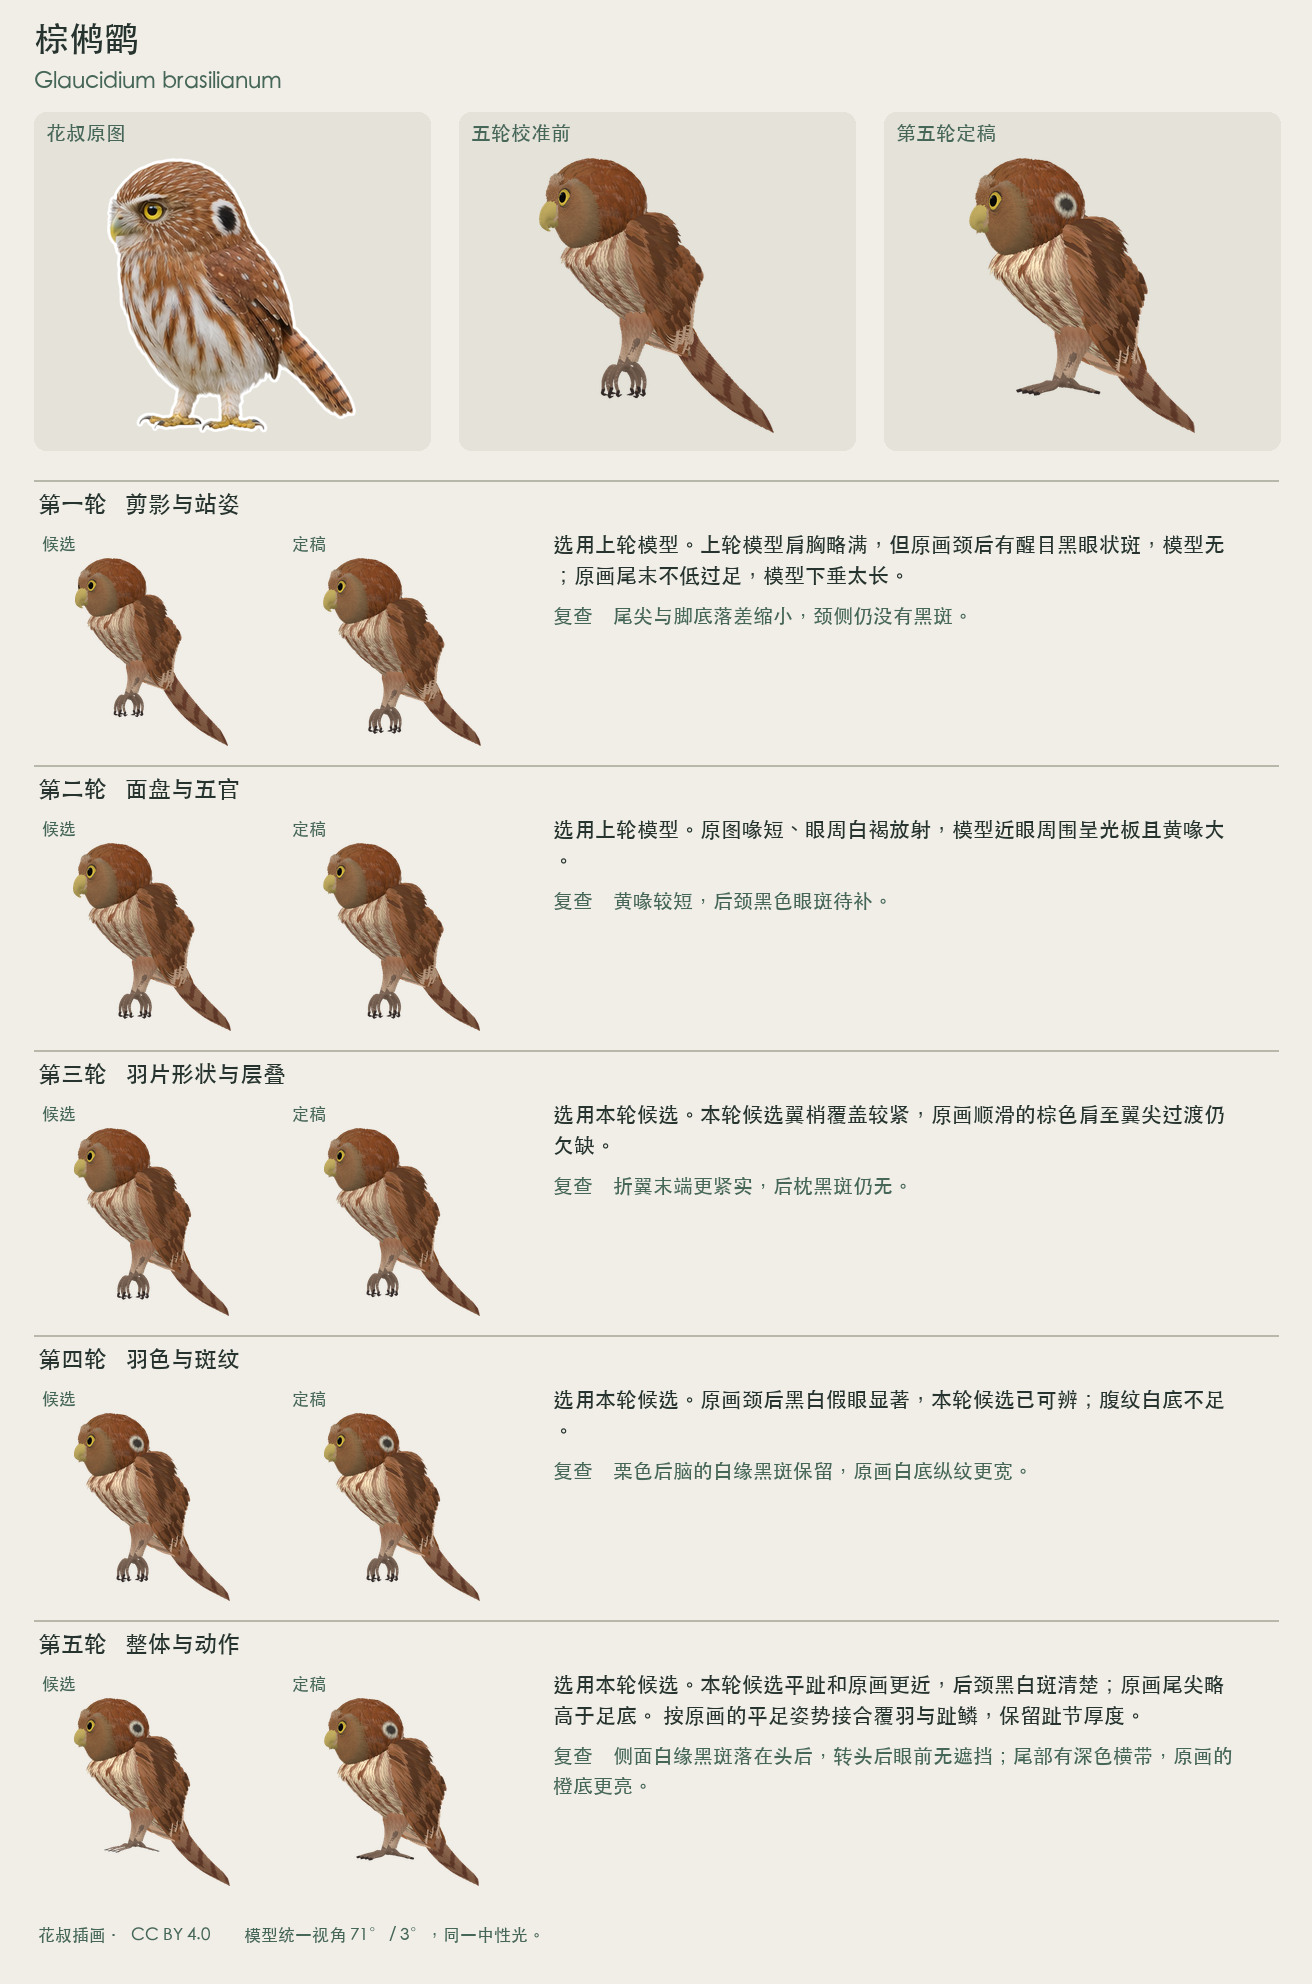 棕鸺鹠
Glaucidium brasilianum
花叔原图
五轮校准前
第五轮定稿
第一轮 剪影与站姿
候选
定稿
选用上轮模型。上轮模型肩胸略满，但原画颈后有醒目黑眼状斑，模型无
；原画尾末不低过足，模型下垂太长。
复查 尾尖与脚底落差缩小，颈侧仍没有黑斑。
第二轮 面盘与五官
候选
定稿
选用上轮模型。原图喙短、眼周白褐放射，模型近眼周围呈光板且黄喙大
。
复查 黄喙较短，后颈黑色眼斑待补。
第三轮 羽片形状与层叠
候选
定稿
选用本轮候选。本轮候选翼梢覆盖较紧，原画顺滑的棕色肩至翼尖过渡仍
欠缺。
复查 折翼末端更紧实，后枕黑斑仍无。
第四轮 羽色与斑纹
候选
定稿
选用本轮候选。原画颈后黑白假眼显著，本轮候选已可辨；腹纹白底不足
。
复查 栗色后脑的白缘黑斑保留，原画白底纵纹更宽。
第五轮 整体与动作
候选
定稿
选用本轮候选。本轮候选平趾和原画更近，后颈黑白斑清楚；原画尾尖略
高于足底。 按原画的平足姿势接合覆羽与趾鳞，保留趾节厚度。
复查 侧面白缘黑斑落在头后，转头后眼前无遮挡；尾部有深色横带，原画的
橙底更亮。
花叔插画 · CC BY 4.0 模型统一视角 71° / 3°，同一中性光。